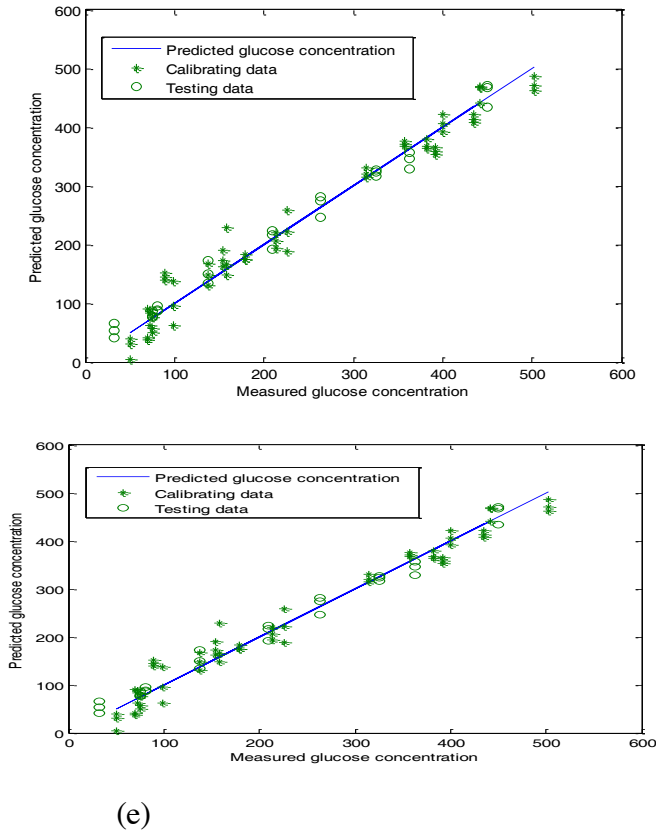 600
500
400
300
200
100
0
Predicted glucose concentration
Predicted glucose concentration
Calibrating data
Testing data
0 100 200 300 400 500 600
Measured glucose concentration
600
500
400
300
200
100
0
Predicted glucose concentration
Predicted glucose concentration
Calibrating data
Testing data
0 100 200 300 400 500 600
Measured glucose concentration
(e)